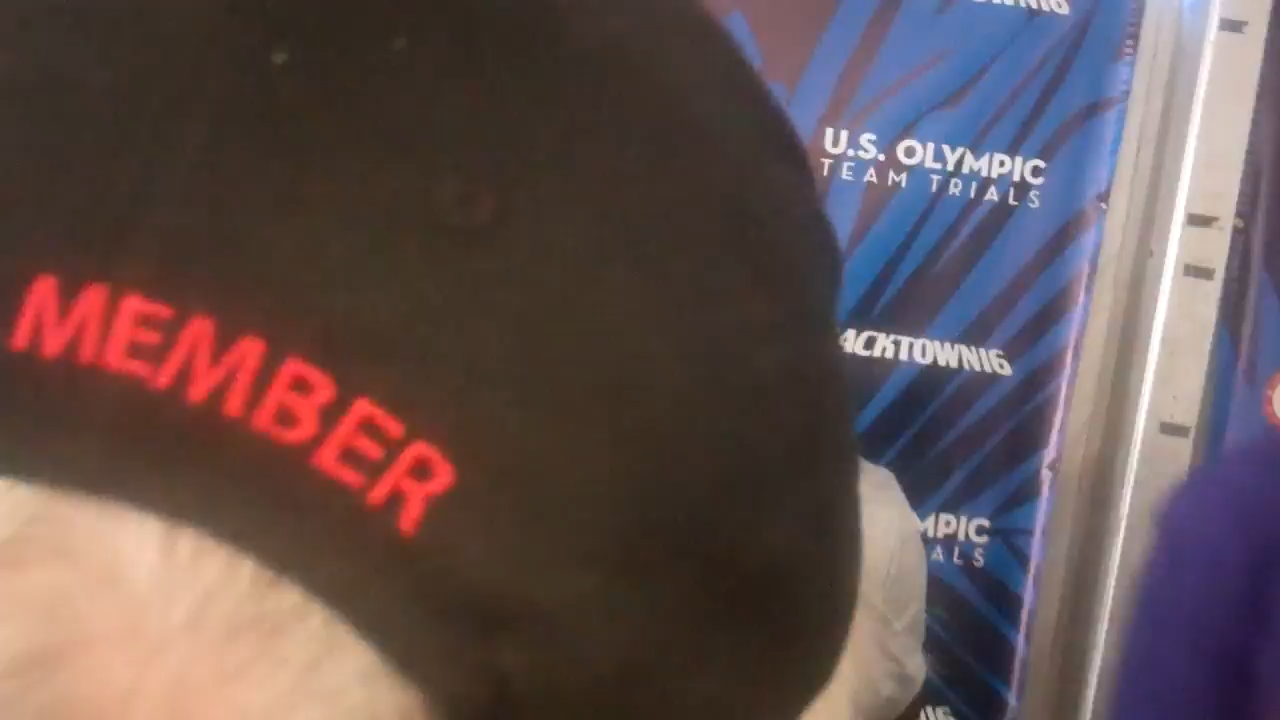 MEMBER
U.S. OLYMPIC
TEAM TRIALS
ACKTOWN16
MPIC
ALS